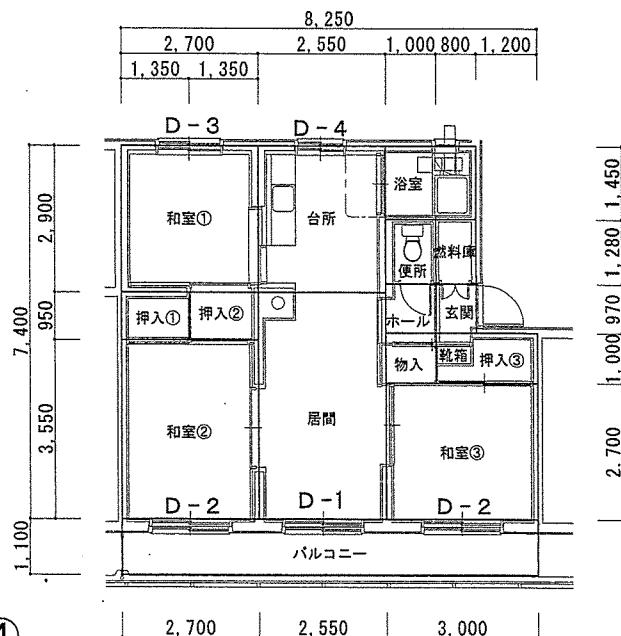 8,250
2,700 2,550 1,000 800 1,200
1,350 1,350
D-3 D-4
浴室
和室① 台所
便所 燃料庫
押入① 押入② ホール 玄関
物入 靴箱 押入③
和室② 居間 和室③
D-2 D-1 D-2
バルコニー
2,700 2,550 3,000
7,400
2,900
950
3,550
1,100
1,450
1,280
970
1,000
2,700